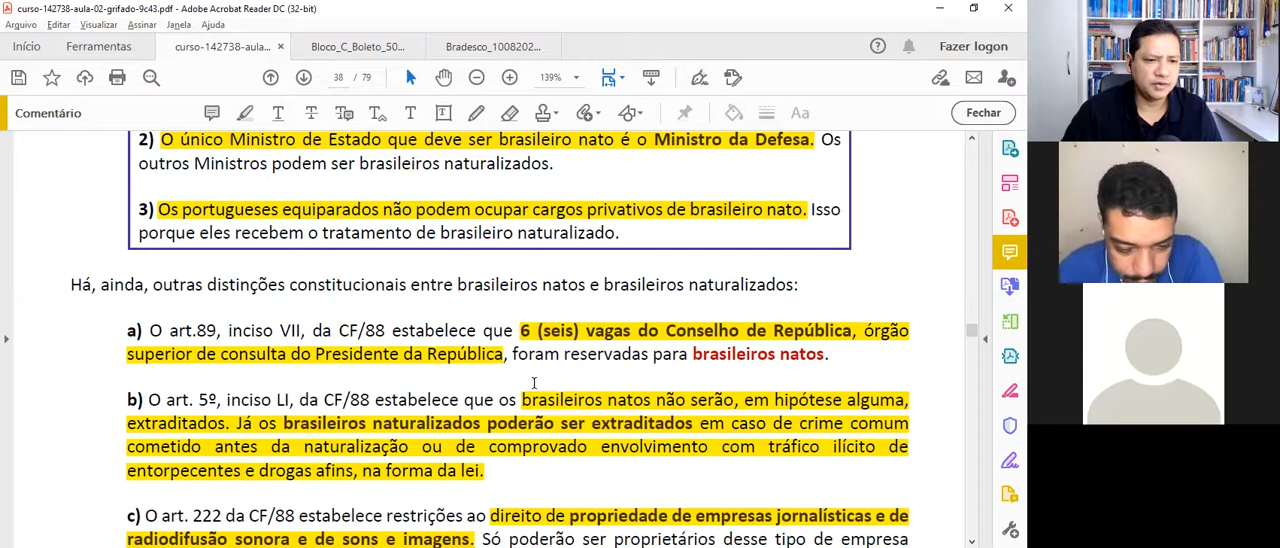 curso-142738-aula-02-grifado-9c43.pdf - Adobe Acrobat Reader DC (32-bit)
Arquivo Editar Visualizar Assinar Janela Ajuda
Início Ferramentas curso-142738-aula... × Bloco_C_Boleto_50... Bradesco_1008202... Fazer logon
38 / 79 139%
Comentário Fechar
2) O único Ministro de Estado que deve ser brasileiro nato é o Ministro da Defesa. Os
outros Ministros podem ser brasileiros naturalizados.
3) Os portugueses equiparados não podem ocupar cargos privativos de brasileiro nato. Isso
porque eles recebem o tratamento de brasileiro naturalizado.
Há, ainda, outras distinções constitucionais entre brasileiros natos e brasileiros naturalizados:
a) O art.89, inciso VII, da CF/88 estabelece que 6 (seis) vagas do Conselho de República, órgão
superior de consulta do Presidente da República, foram reservadas para brasileiros natos.
b) O art. 5º, inciso LI, da CF/88 estabelece que os brasileiros natos não serão, em hipótese alguma,
extraditados. Já os brasileiros naturalizados poderão ser extraditados em caso de crime comum
cometido antes da naturalização ou de comprovado envolvimento com tráfico ilícito de
entorpecentes e drogas afins, na forma da lei.
c) O art. 222 da CF/88 estabelece restrições ao direito de propriedade de empresas jornalísticas e de
radiodifusão sonora e de sons e imagens. Só poderão ser proprietários desse tipo de empresa